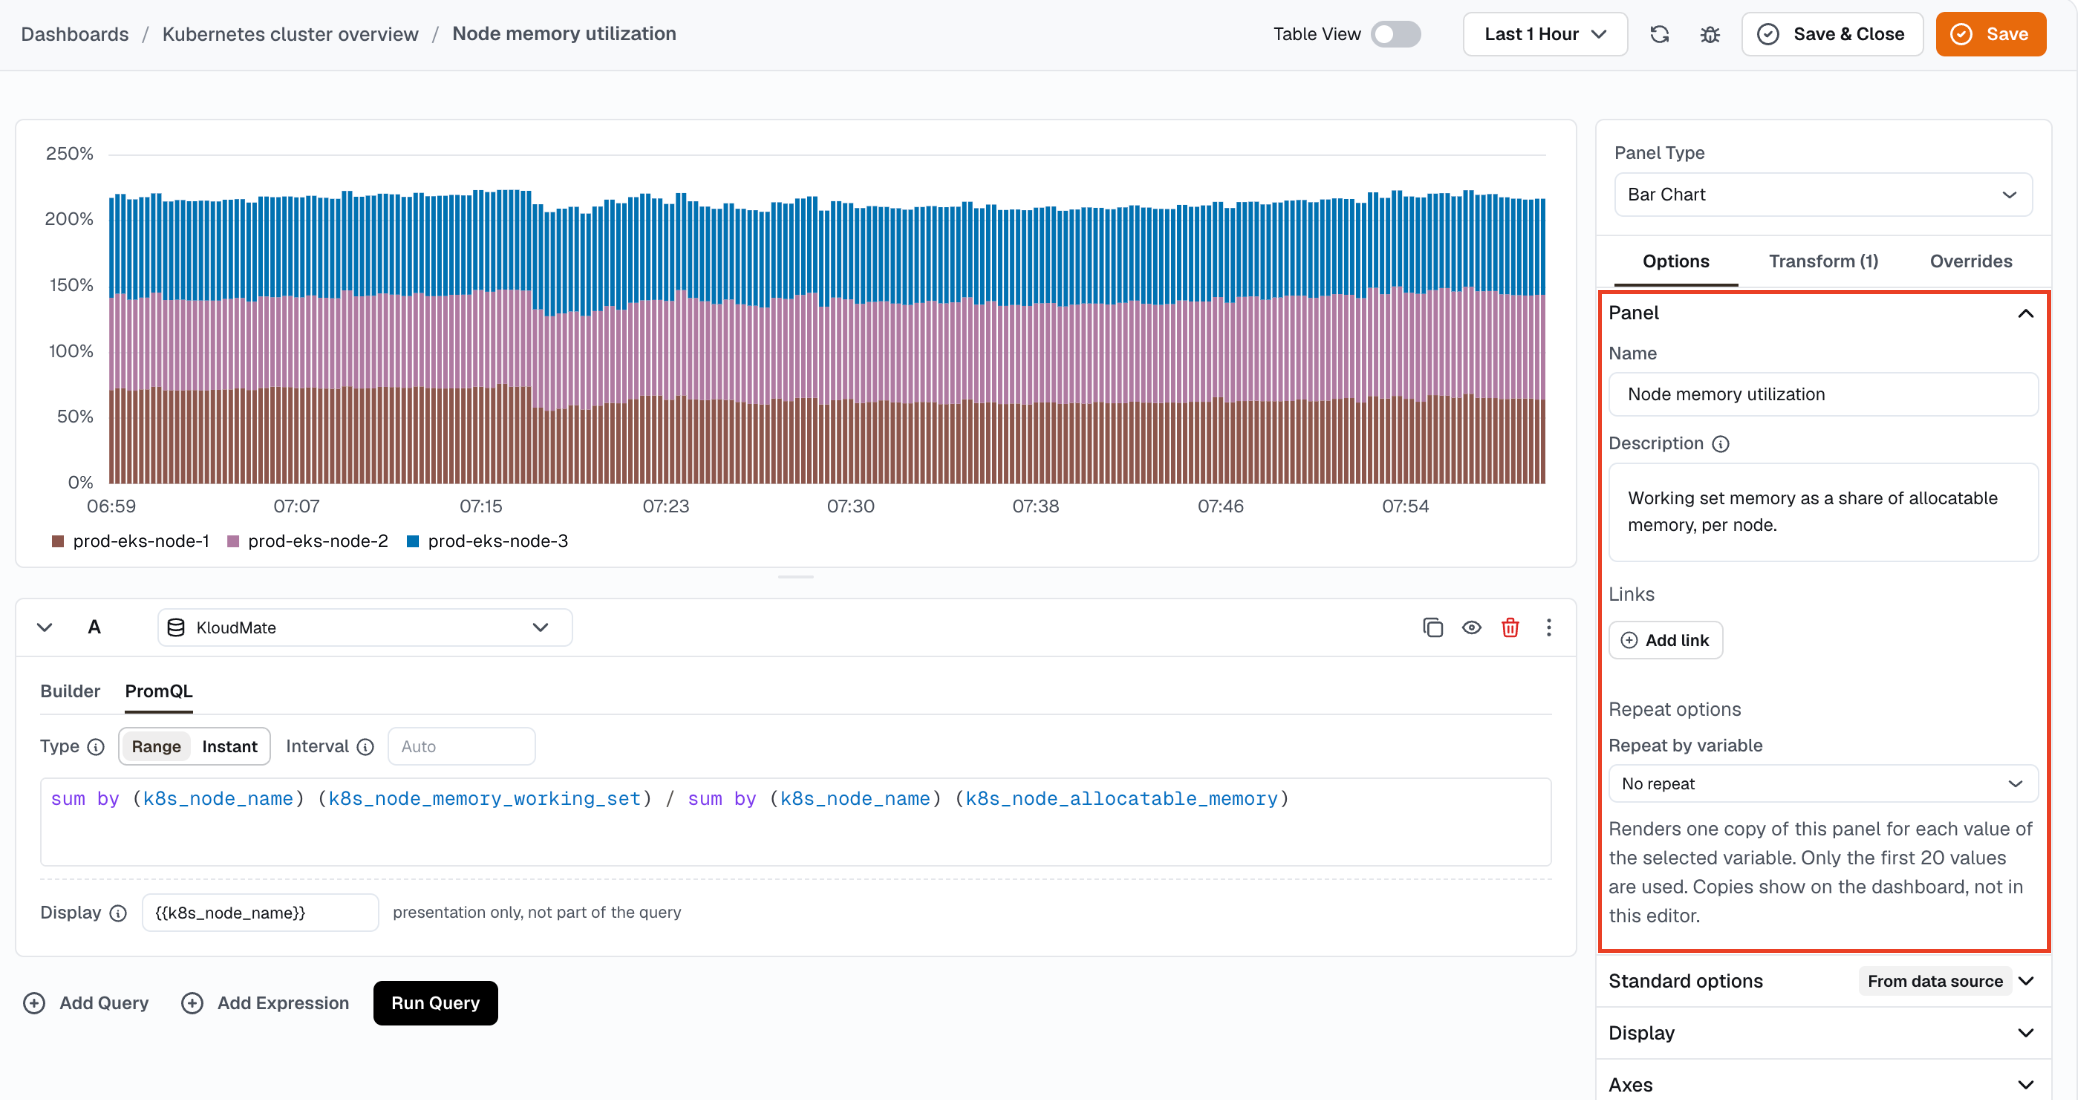 Dashboards / Kubernetes cluster overview / Node memory utilization
Table View
Last 1 Hour
Save & Close
Save
250%
200%
150%
100%
50%
0%
06:59 07:07 07:15 07:23 07:30 07:38 07:46 07:54
prod-eks-node-1 prod-eks-node-2 prod-eks-node-3
A
KloudMate
Builder PromQL
Type Range Instant Interval Auto
sum by (k8s_node_name) (k8s_node_memory_working_set) / sum by (k8s_node_name) (k8s_node_allocatable_memory)
Display {{k8s_node_name}} presentation only, not part of the query
Add Query Add Expression Run Query
Panel Type
Bar Chart
Options Transform (1) Overrides
Panel
Name
Node memory utilization
Description
Working set memory as a share of allocatable
memory, per node.
Links
Add link
Repeat options
Repeat by variable
No repeat
Renders one copy of this panel for each value of
the selected variable. Only the first 20 values
are used. Copies show on the dashboard, not in
this editor.
Standard options From data source
Display
Axes